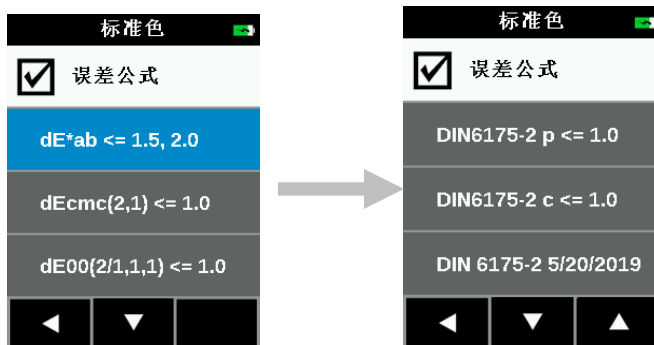 标准色
误差公式
dE*ab <= 1.5, 2.0
dEcmc(2,1) <= 1.0
dE00(2/1,1,1) <= 1.0
标准色
误差公式
DIN6175-2 p <= 1.0
DIN6175-2 c <= 1.0
DIN 6175-2 5/20/2019